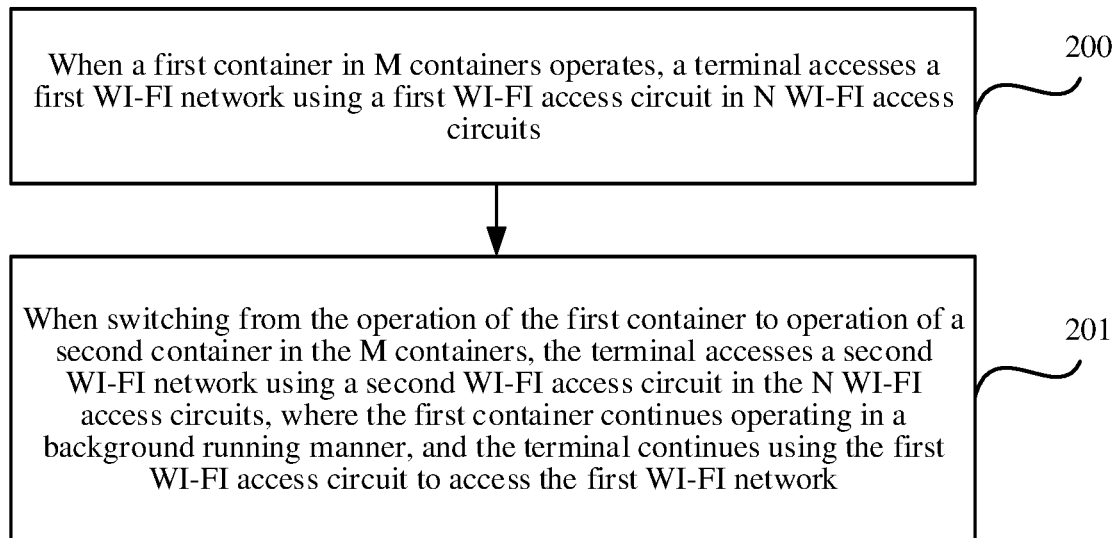 When a first container in M containers operates, a terminal accesses a
first WI-FI network using a first WI-FI access circuit in N WI-FI access
circuits
200
When switching from the operation of the first container to operation of a
second container in the M containers, the terminal accesses a second
WI-FI network using a second WI-FI access circuit in the N WI-FI
access circuits, where the first container continues operating in a
background running manner, and the terminal continues using the first
WI-FI access circuit to access the first WI-FI network
201